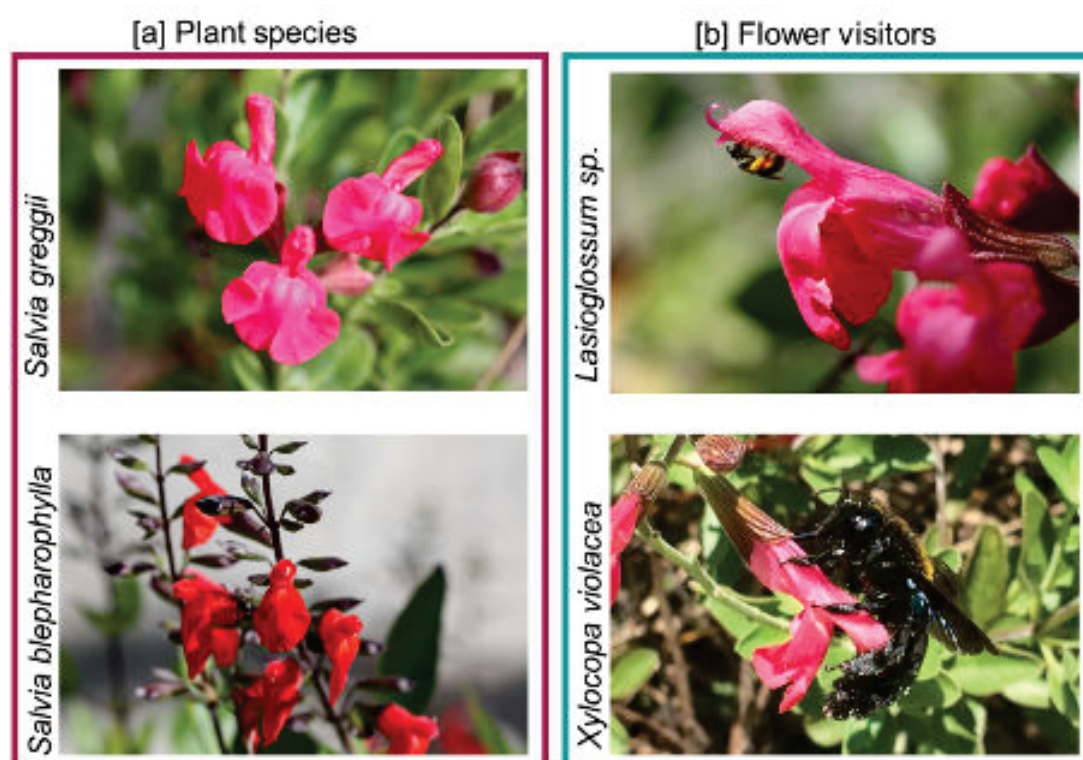 [a] Plant species
[b] Flower visitors
Salvia greggii
Lasioglossum sp.
Salvia blepharophylla
Xylocopa violacea